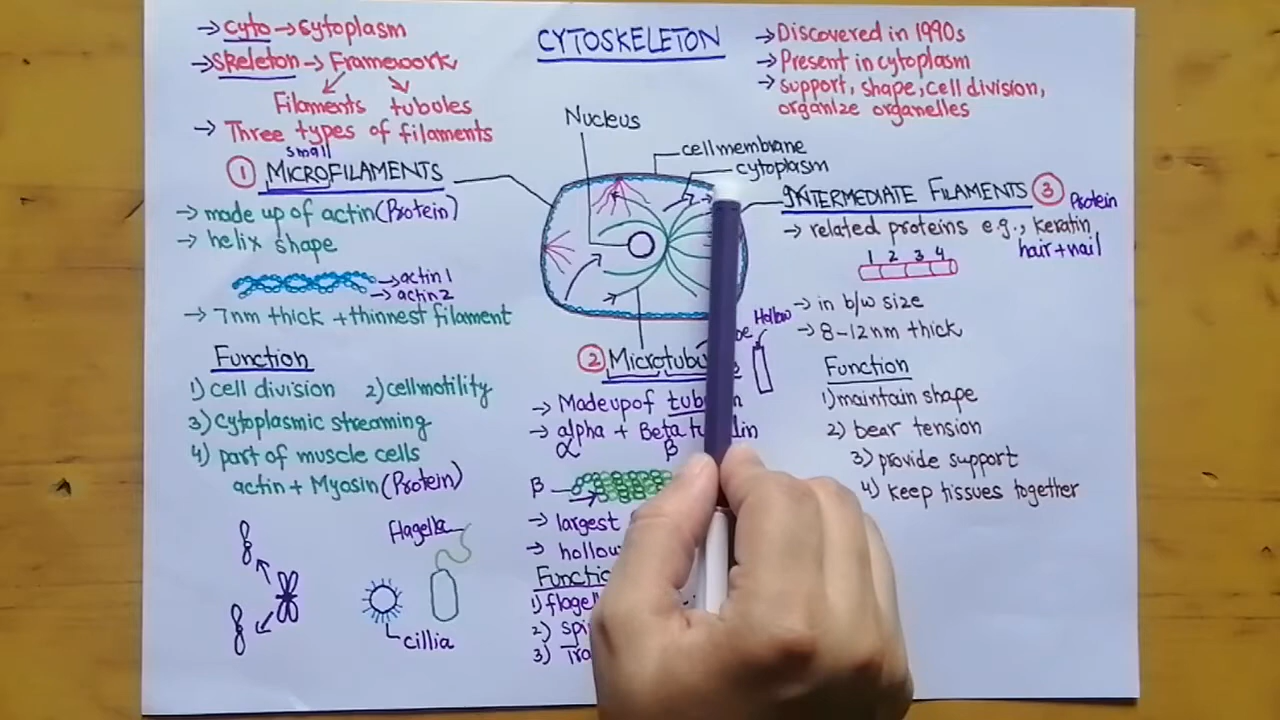 CYTOSKELETON
→ Cyto → Cytoplasm
→ Skeleton → Framework
Filaments tubules
→ Three types of filaments
→ Discovered in 1990s
→ Present in cytoplasm
→ support, shape, cell division,
organize organelles
Nucleus
cell membrane
cytoplasm
small
① MICROFILAMENTS
→ made up of actin (Protein)
→ helix shape
→ actin 1
→ actin 2
→ 7nm thick + thinnest filament
Function
1) cell division 2) cell motility
3) Cytoplasmic streaming
4) part of muscle cells
actin + Myosin (Protein)
flagella
cillia
② Microtubu
Hollow
→ Made up of
→ alpha + Beta
α β
β
→ largest
→
1)
2)
3)
INTERMEDIATE FILAMENTS ③
Protein
→ related proteins e.g., keratin
hair + nail
1 2 3 4
→ in b/w size
→ 8-12nm thick
Function
1) maintain shape
2) bear tension
3) provide support
4) keep tissues together